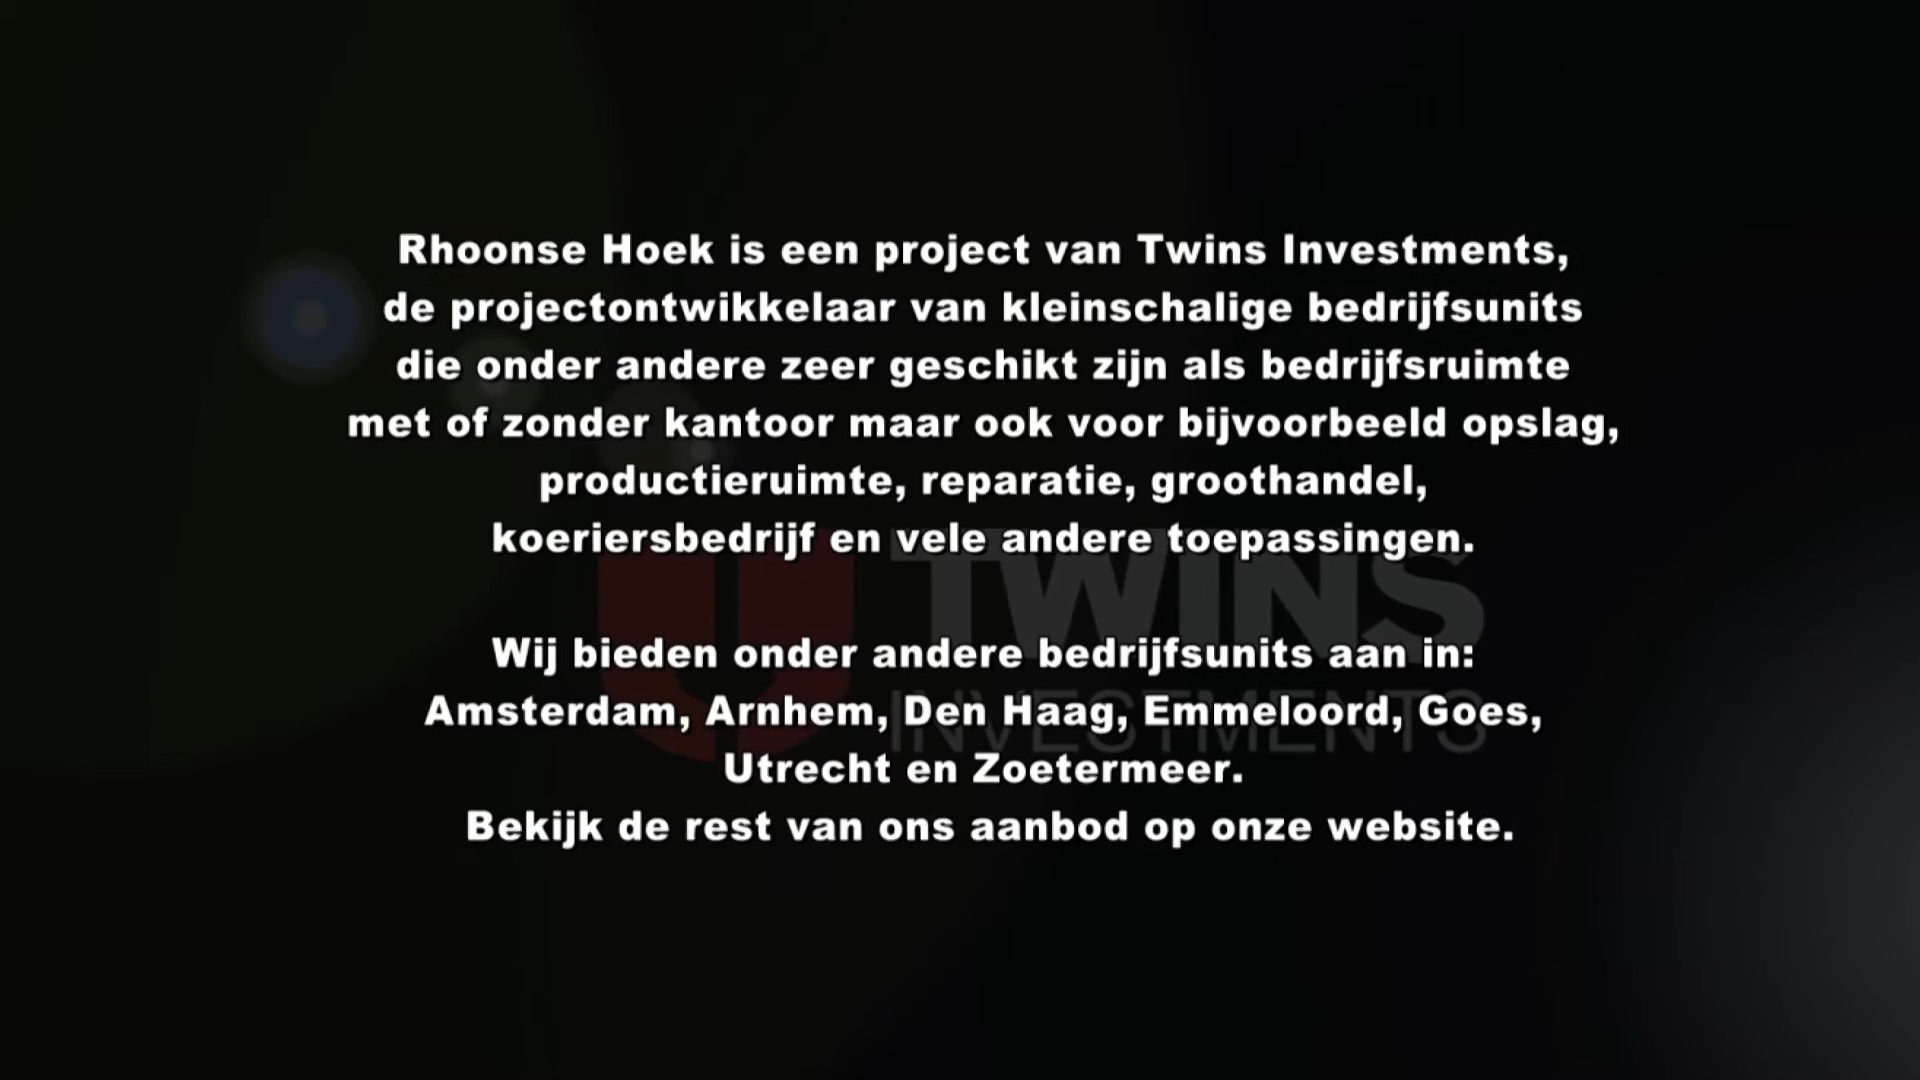 Rhoonse Hoek is een project van Twins Investments,
de projectontwikkelaar van kleinschalige bedrijfsunits
die onder andere zeer geschikt zijn als bedrijfsruimte
met of zonder kantoor maar ook voor bijvoorbeeld opslag,
productieruimte, reparatie, groothandel,
koeriersbedrijf en vele andere toepassingen.
TWINS
INVESTMENTS
Wij bieden onder andere bedrijfsunits aan in:
Amsterdam, Arnhem, Den Haag, Emmeloord, Goes,
Utrecht en Zoetermeer.
Bekijk de rest van ons aanbod op onze website.